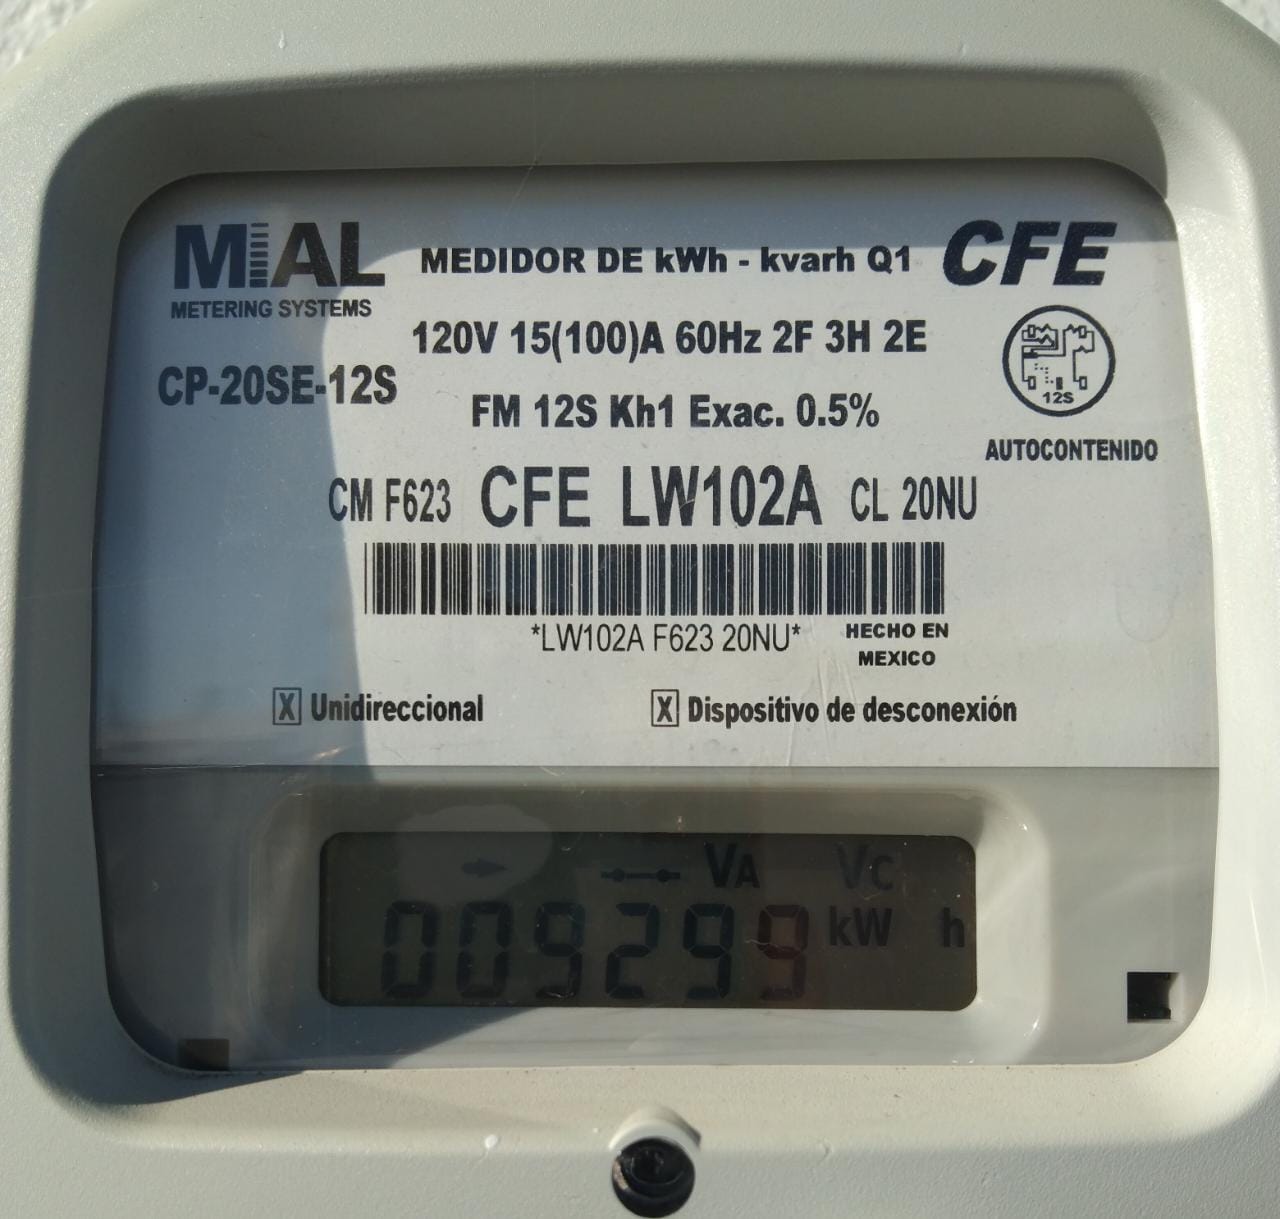 MIAL
METERING SYSTEMS
MEDIDOR DE kWh - kvarh Q1
CFE
120V 15(100)A 60Hz 2F 3H 2E
CP-20SE-12S
FM 12S Kh1 Exac. 0.5%
12S
AUTOCONTENIDO
CM F623 CFE LW102A CL 20NU
*LW102A F623 20NU*
HECHO EN
MEXICO
X Unidireccional
X Dispositivo de desconexión
VA VC
009299 kW h